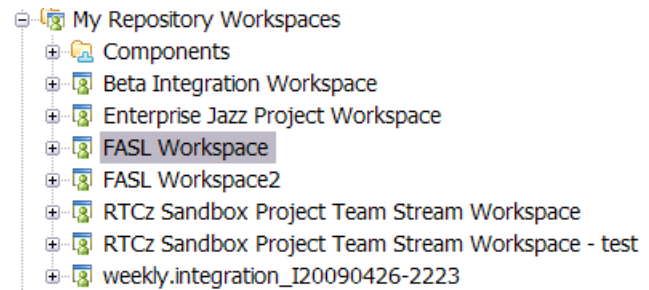 My Repository Workspaces
Components
Beta Integration Workspace
Enterprise Jazz Project Workspace
FASL Workspace
FASL Workspace2
RTCz Sandbox Project Team Stream Workspace
RTCz Sandbox Project Team Stream Workspace - test
weekly.integration_I20090426-2223